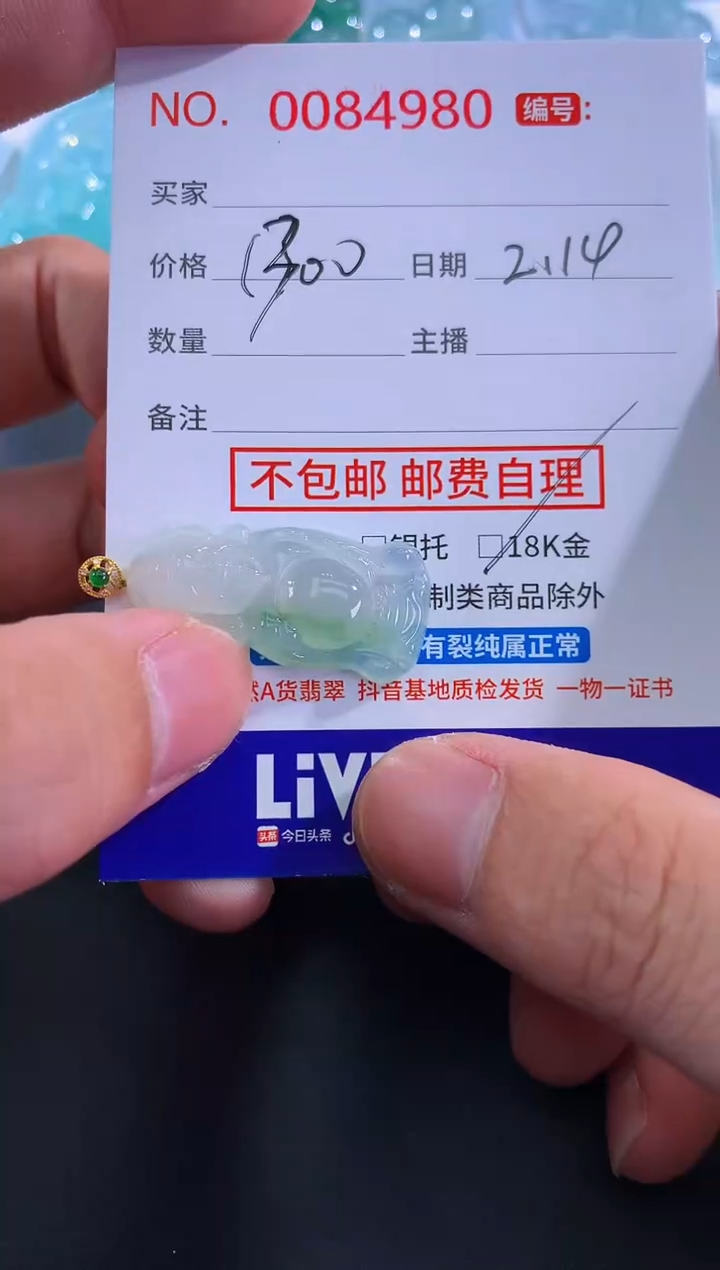 NO. 0084980 编号:
买家
价格 1300 日期 2.14
数量 主播
备注
不包邮 邮费自理
托 □18K金
制类商品除外
有裂纯属正常
A货翡翠 抖音基地质检发货 一物一证书
LiV
头条 今日头条